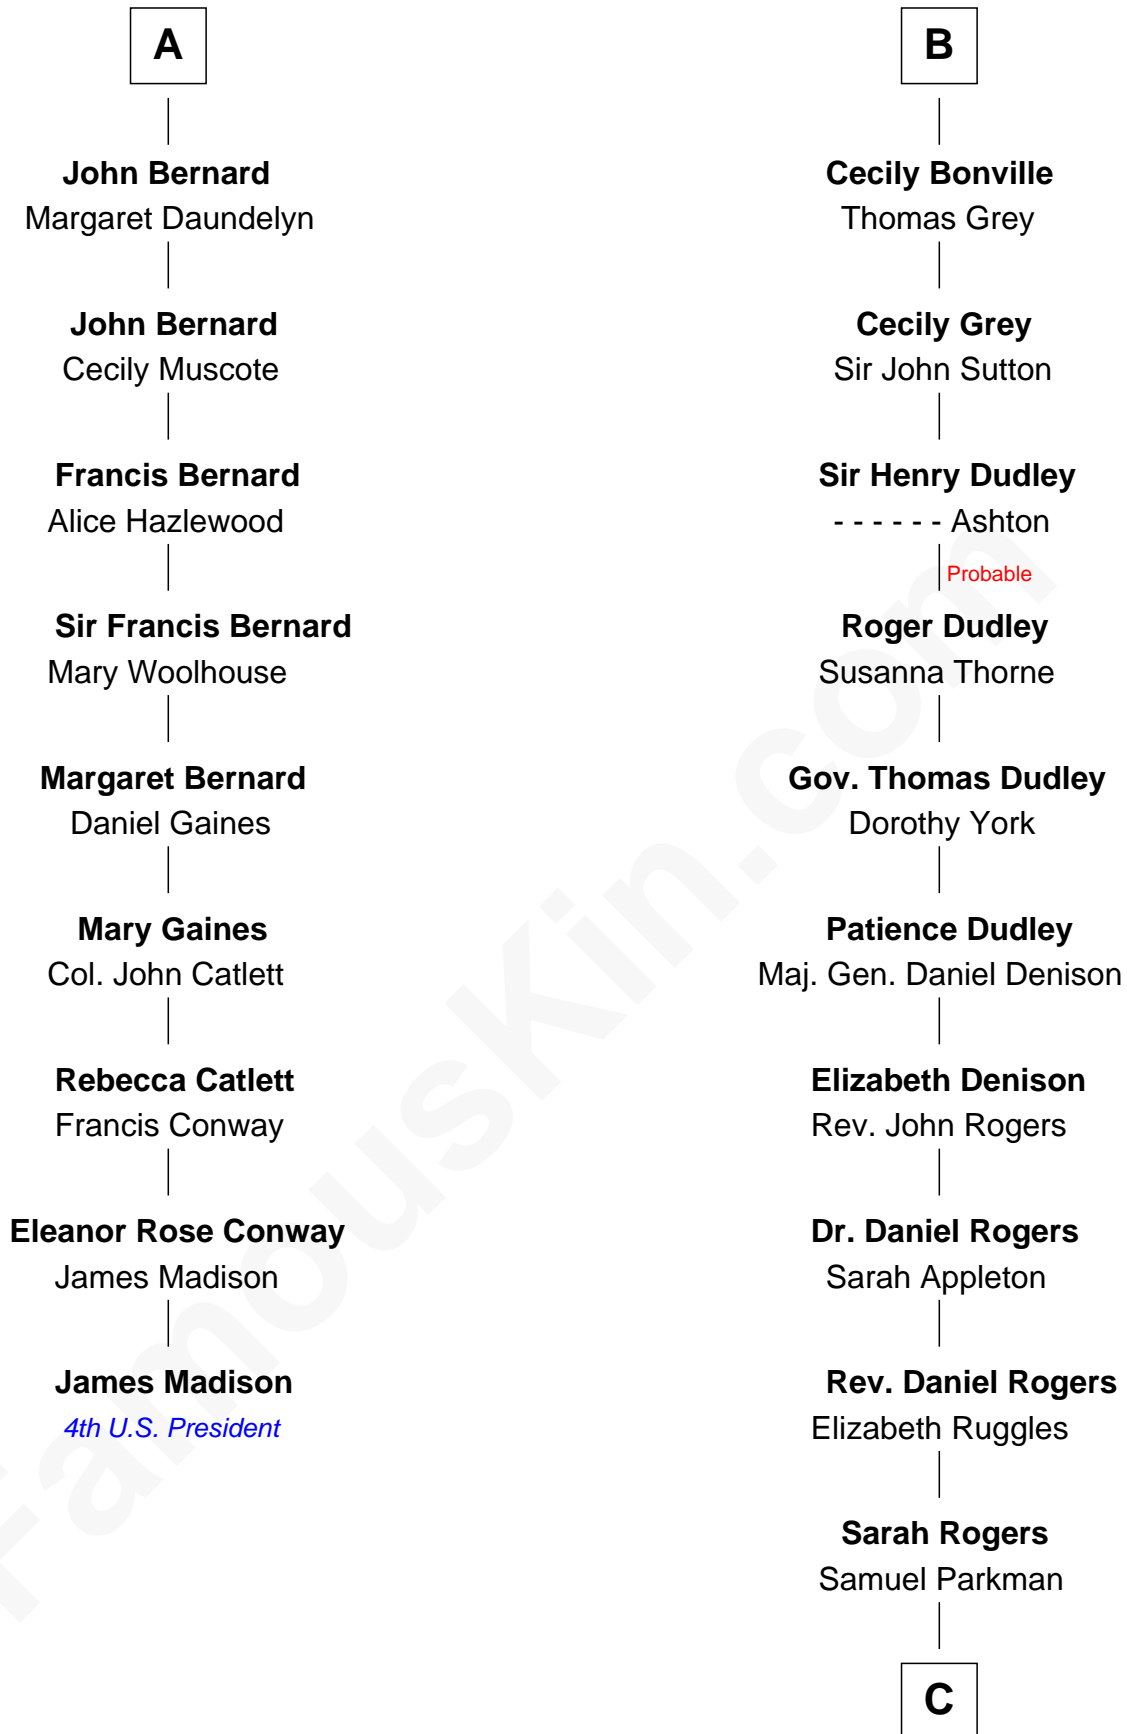 A
John Bernard
Margaret Daundelyn
John Bernard
Cecily Muscote
Francis Bernard
Alice Hazlewood
Sir Francis Bernard
Mary Woolhouse
Margaret Bernard
Daniel Gaines
Mary Gaines
Col. John Catlett
Rebecca Catlett
Francis Conway
Eleanor Rose Conway
James Madison
James Madison
4th U.S. President
B
Cecily Bonville
Thomas Grey
Cecily Grey
Sir John Sutton
Sir Henry Dudley
- - - - - - Ashton
Probable
Roger Dudley
Susanna Thorne
Gov. Thomas Dudley
Dorothy York
Patience Dudley
Maj. Gen. Daniel Denison
Elizabeth Denison
Rev. John Rogers
Dr. Daniel Rogers
Sarah Appleton
Rev. Daniel Rogers
Elizabeth Ruggles
Sarah Rogers
Samuel Parkman
C
FamousKin.com